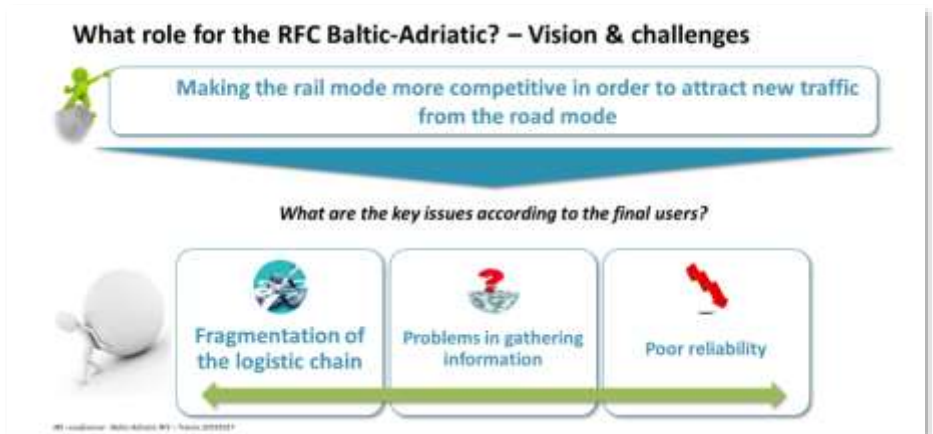 What role for the RFC Baltic-Adriatic? – Vision & challenges
Making the rail mode more competitive in order to attract new traffic
from the road mode
What are the key issues according to the final users?
Fragmentation of
the logistic chain
Problems in gathering
information
Poor reliability